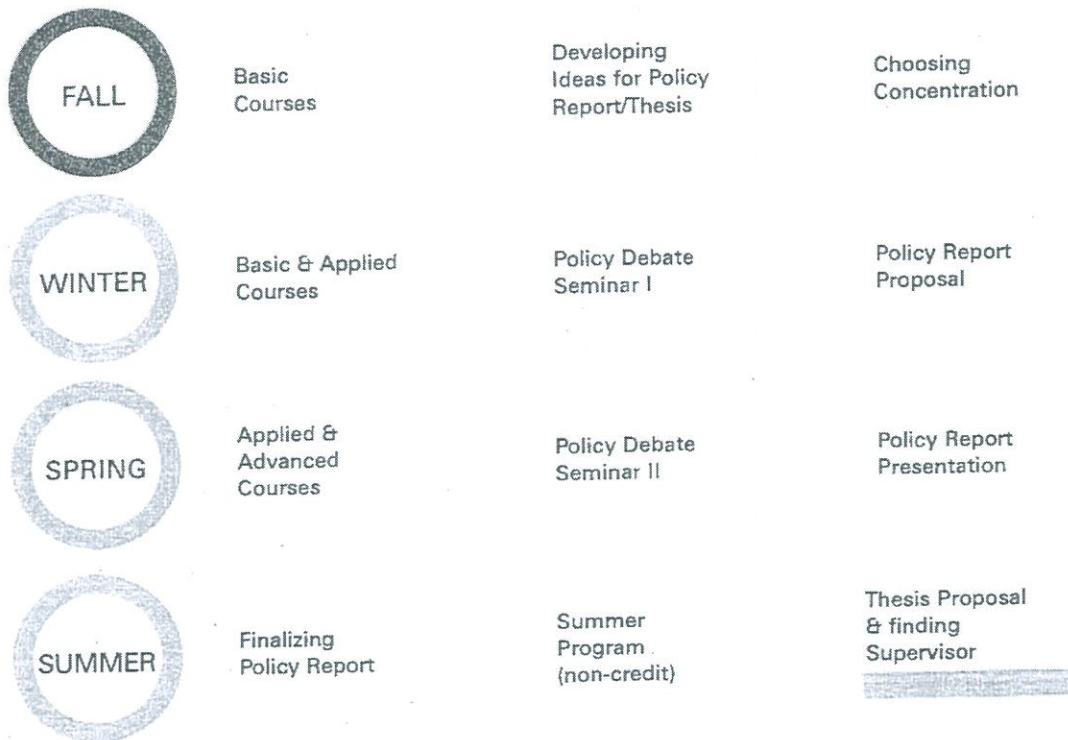 FALL
Basic
Courses
Developing
Ideas for Policy
Report/Thesis
Choosing
Concentration
WINTER
Basic & Applied
Courses
Policy Debate
Seminar I
Policy Report
Proposal
SPRING
Applied &
Advanced
Courses
Policy Debate
Seminar II
Policy Report
Presentation
SUMMER
Finalizing
Policy Report
Summer
Program
(non-credit)
Thesis Proposal
& finding
Supervisor